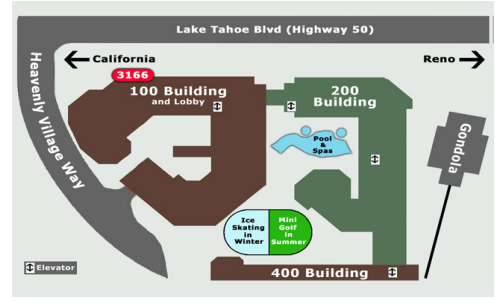 Lake Tahoe Blvd (Highway 50)
California
Reno
3166
Heavenly Village Way
100 Building
and Lobby
200
Building
Gondola
Pool
&
Spas
Ice
Skating
in
Winter
Mini
Golf
in
Summer
400 Building
Elevator